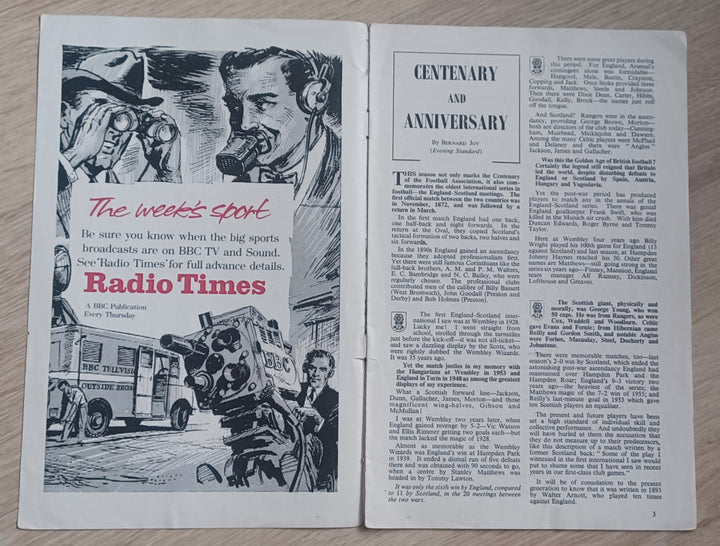 The week's sport
Be sure you know when the big sports
broadcasts are on BBC TV and Sound.
See 'Radio Times' for full advance details.
Radio Times
A BBC Publication
Every Thursday
BBC TELEVISION
OUTSIDE BROA
BBC
CENTENARY
AND
ANNIVERSARY
By BERNARD JOY
(Evening Standard)
THIS season not only marks the Centenary
of the Football Association, it also com-
memorates the oldest international series in
football—the England-Scotland meetings. The
first official match between the two countries was
in November, 1872, and was followed by a
return in March.
In the first match England had one back,
one half-back and eight forwards. In the
return at the Oval, they copied Scotland's
tactical formation of two backs, two halves and
six forwards.
In the 1890s England gained an ascendancy
because they adopted professionalism first.
Yet there were still famous Corinthians like the
full-back brothers, A. M. and P. M. Walters,
E. C. Bambridge and N. C. Bailey, who were
regularly chosen. The professional clubs
contributed men of the calibre of Billy Bassett
(West Bromwich), John Goodall (Preston and
Derby) and Bob Holmes (Preston).
The first England-Scotland inter-
national I saw was at Wembley in 1928.
Lucky me! I went straight from
school, strolled through the turnstiles
just before the kick-off—it was not all-ticket—
and saw a dazzling display by the Scots, who
were rightly dubbed the Wembley Wizards.
It was 35 years ago.
Yet the match justies in my memory with
the Hungarians at Wembley in 1953 and
England in Turin in 1948 as among the greatest
displays of my experience.
What a Scottish forward line—Jackson,
Dunn, Gallacher, James, Morton—and those
magnificent wing-halves, Gibson and
McMullan!
I was at Wembley two years later, when
England gained revenge by 5-2—Vic Watson
and Ellis Rimmer getting two goals each—but
the match lacked the magic of 1928.
Almost as memorable as the Wembley
Wizards was England's win at Hampden Park
in 1939. It ended a dismal run of five defeats
there and was obtained with 90 seconds to go,
when a centre by Stanley Matthews was
headed in by Tommy Lawton.
It was only the sixth win by England, compared
to 11 by Scotland, in the 20 meetings between
the two wars.
There were some great players during
this period. For England, Arsenal's
contingent alone was formidable—
Hapgood, Male, Bastin, Crayston,
Copping and Jack. Once Stoke provided three
forwards, Matthews, Steele and Johnson.
Then there were Dixie Dean, Carter, Hibbs,
Goodall, Kelly, Brook—the names just roll
off the tongue.
And Scotland? Rangers were in the ascen-
dancy, providing George Brown, Morton—
both are directors of the club today—Cunning-
ham, Muirhead, Meiklejohn and Dawson.
Among the many Celtic players were McPhail
and Delaney and there were "Anglos"
Jackson, James and Gallacher.
Was this the Golden Age of British football?
Certainly the legend still reigned that Britain
led the world, despite disturbing defeats to
England or Scotland by Spain, Austria,
Hungary and Yugoslavia.
Yet the post-war period has produced
players to match any in the annals of the
England-Scotland series. There was genial
England goalkeeper Frank Swift, who was
killed in the Munich air crash. With him died
Duncan Edwards, Roger Byrne and Tommy
Taylor.
Here at Wembley four years ago Billy
Wright played his 100th game for England (13
against Scotland) and last season, at Hampden
Johnny Haynes reached his 50. Other great
names are Matthews—still going strong in the
series six years ago—Finney, Mannion, England
team manager Alf Ramsey, Dickinson,
Lofthouse and Greaves.
The Scottish giant, physically and
morally, was George Young, who won
50 caps. He was from Rangers, as were
Cox, Waddell and Woodburn. Celtic
gave Evans and Fernie; from Hibernian came
Reilly and Gordon Smith, and notable Anglos
were Forbes, Macaulay, Steel, Docherty and
Johnstone.
There were memorable matches, too—last
season's 2-0 win by Scotland, which ended the
astonishing post-war ascendancy England had
maintained over Hampden Park and the
Hampden Roar; England's 9-3 victory two
years ago—the heaviest of the series; the
Matthews magic of the 7-2 win of 1955; and
Reilly's last-minute goal in 1953 which gave
ten Scottish players an equaliser.
The present and future players have been
set a high standard of individual skill and
collective performance. And undoubtedly they
will have hurled at them the accusation that
they do not measure up to their predecessors,
like this description of a match written by a
former Scotland back: "Some of the play I
witnessed in the first international I saw would
put to shame some that I have seen in recent
years in our first-class club games."
It will be of consolation to the present
generation to know that it was written in 1893
by Walter Arnott, who played ten times
against England.
3